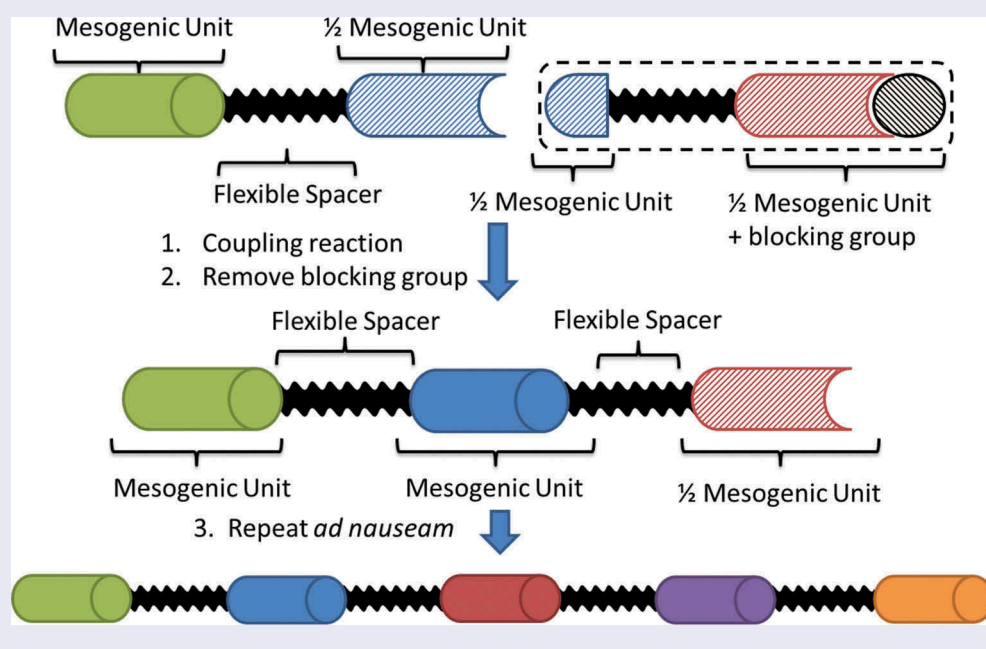 Mesogenic Unit
½ Mesogenic Unit
Flexible Spacer
½ Mesogenic Unit
½ Mesogenic Unit
+ blocking group
1. Coupling reaction
2. Remove blocking group
Flexible Spacer
Flexible Spacer
Mesogenic Unit
Mesogenic Unit
½ Mesogenic Unit
3. Repeat ad nauseam